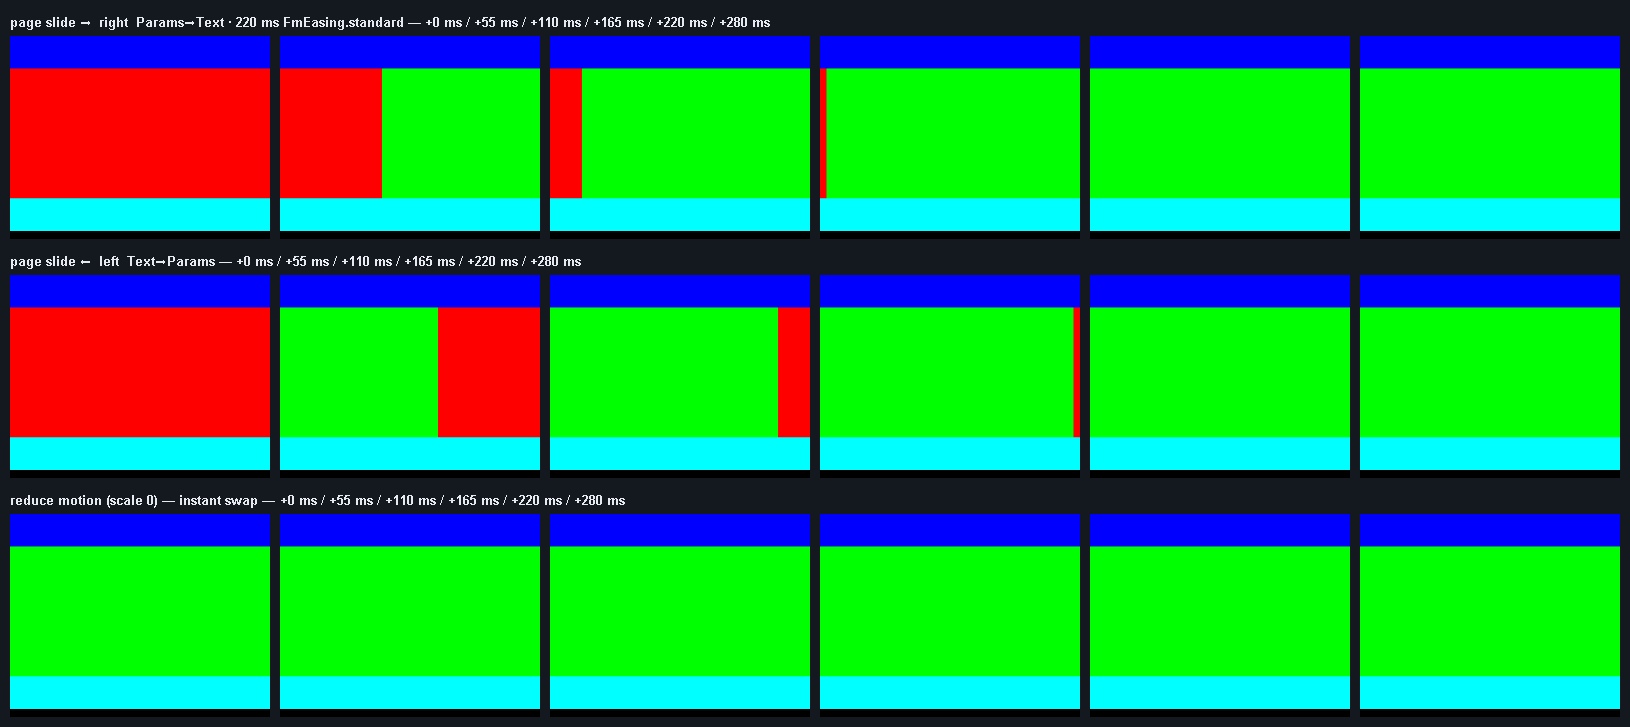 page slide → right Params→Text · 220 ms FmEasing.standard — +0 ms / +55 ms / +110 ms / +165 ms / +220 ms / +280 ms
page slide ← left Text→Params — +0 ms / +55 ms / +110 ms / +165 ms / +220 ms / +280 ms
reduce motion (scale 0) — instant swap — +0 ms / +55 ms / +110 ms / +165 ms / +220 ms / +280 ms